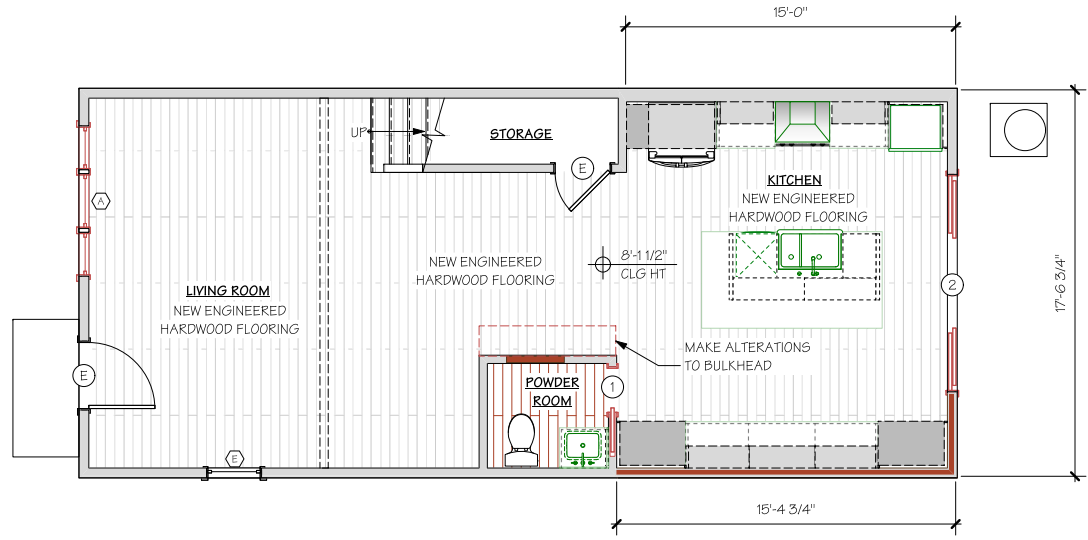 15'-0"
UP
STORAGE
E
KITCHEN
NEW ENGINEERED
HARDWOOD FLOORING
A
8'-1 1/2"
CLG HT
NEW ENGINEERED
HARDWOOD FLOORING
17'-6 3/4"
2
LIVING ROOM
NEW ENGINEERED
HARDWOOD FLOORING
MAKE ALTERATIONS
TO BULKHEAD
E
POWDER
ROOM
1
E
15'-4 3/4"